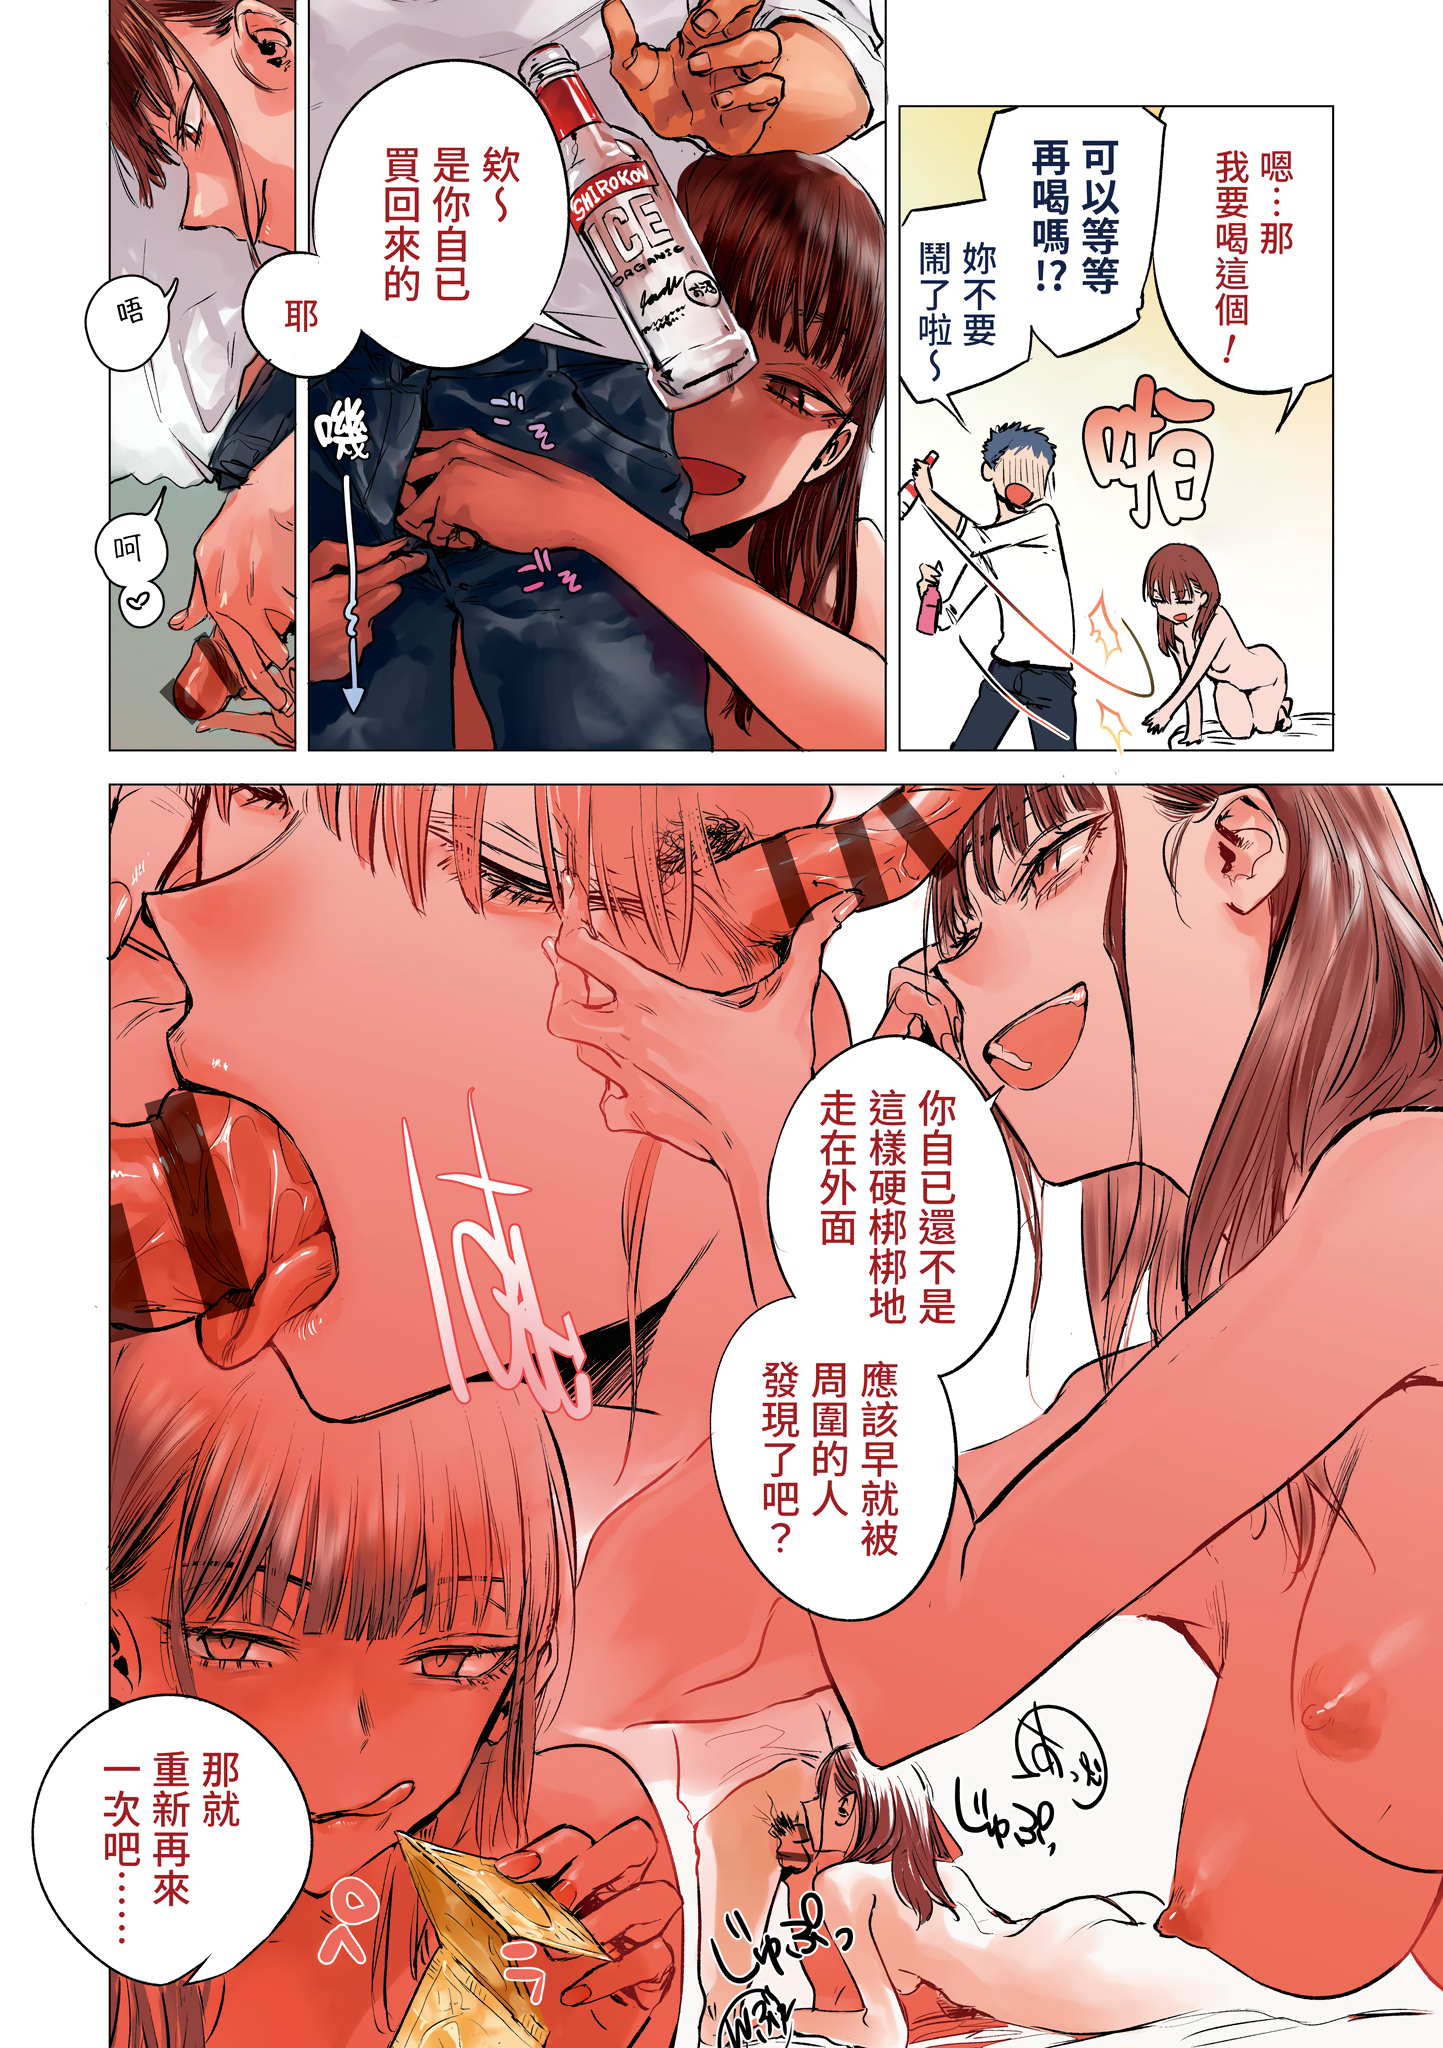 嗯…那
我要喝這個！
可以等等
再喝嗎!?
妳不要
鬧了啦～
啪
欸～
是你自己
買回來的
耶
SHIROKOV
ICE
ORGANIC
嘰
唔
呵
你自己還不是
這樣硬梆梆地
走在外面
應該早就被
周圍的人
發現了吧？
じゅぷ
じゅぷっ
那就
重新再來
一次吧……
ペ
ラ